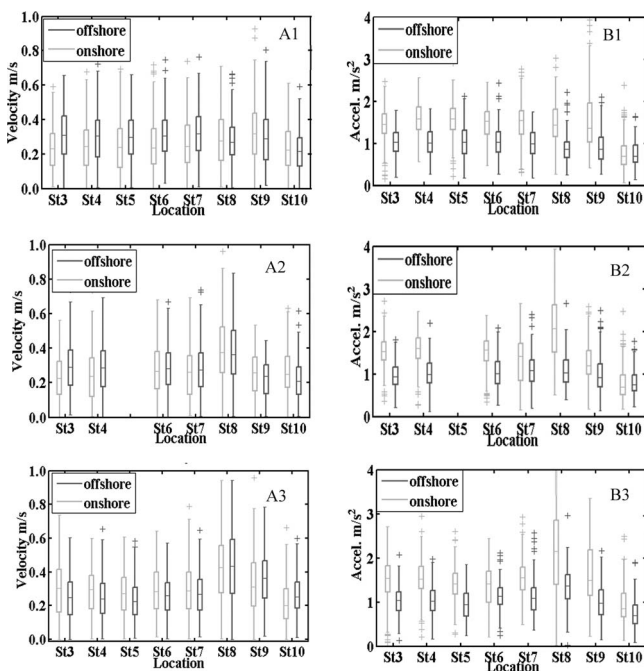 A1
offshore
onshore
Velocity m/s
1.0
0.8
0.6
0.4
0.2
0.0
St3 St4 St5 St6 St7 St8 St9 St10
Location
B1
offshore
onshore
Accel. m/s²
4
3
2
1
0
St3 St4 St5 St6 St7 St8 St9 St10
Location
A2
offshore
onshore
Velocity m/s
1.0
0.8
0.6
0.4
0.2
0.0
St3 St4 St6 St7 St8 St9 St10
Location
B2
offshore
onshore
Accel. m/s²
4
3
2
1
0
St3 St4 St5 St6 St7 St8 St9 St10
Location
A3
offshore
onshore
Velocity m/s
1.0
0.8
0.6
0.4
0.2
0.0
St3 St4 St5 St6 St7 St8 St9 St10
Location
B3
offshore
onshore
Accel. m/s²
4
3
2
1
0
St3 St4 St5 St6 St7 St8 St9 St10
Location